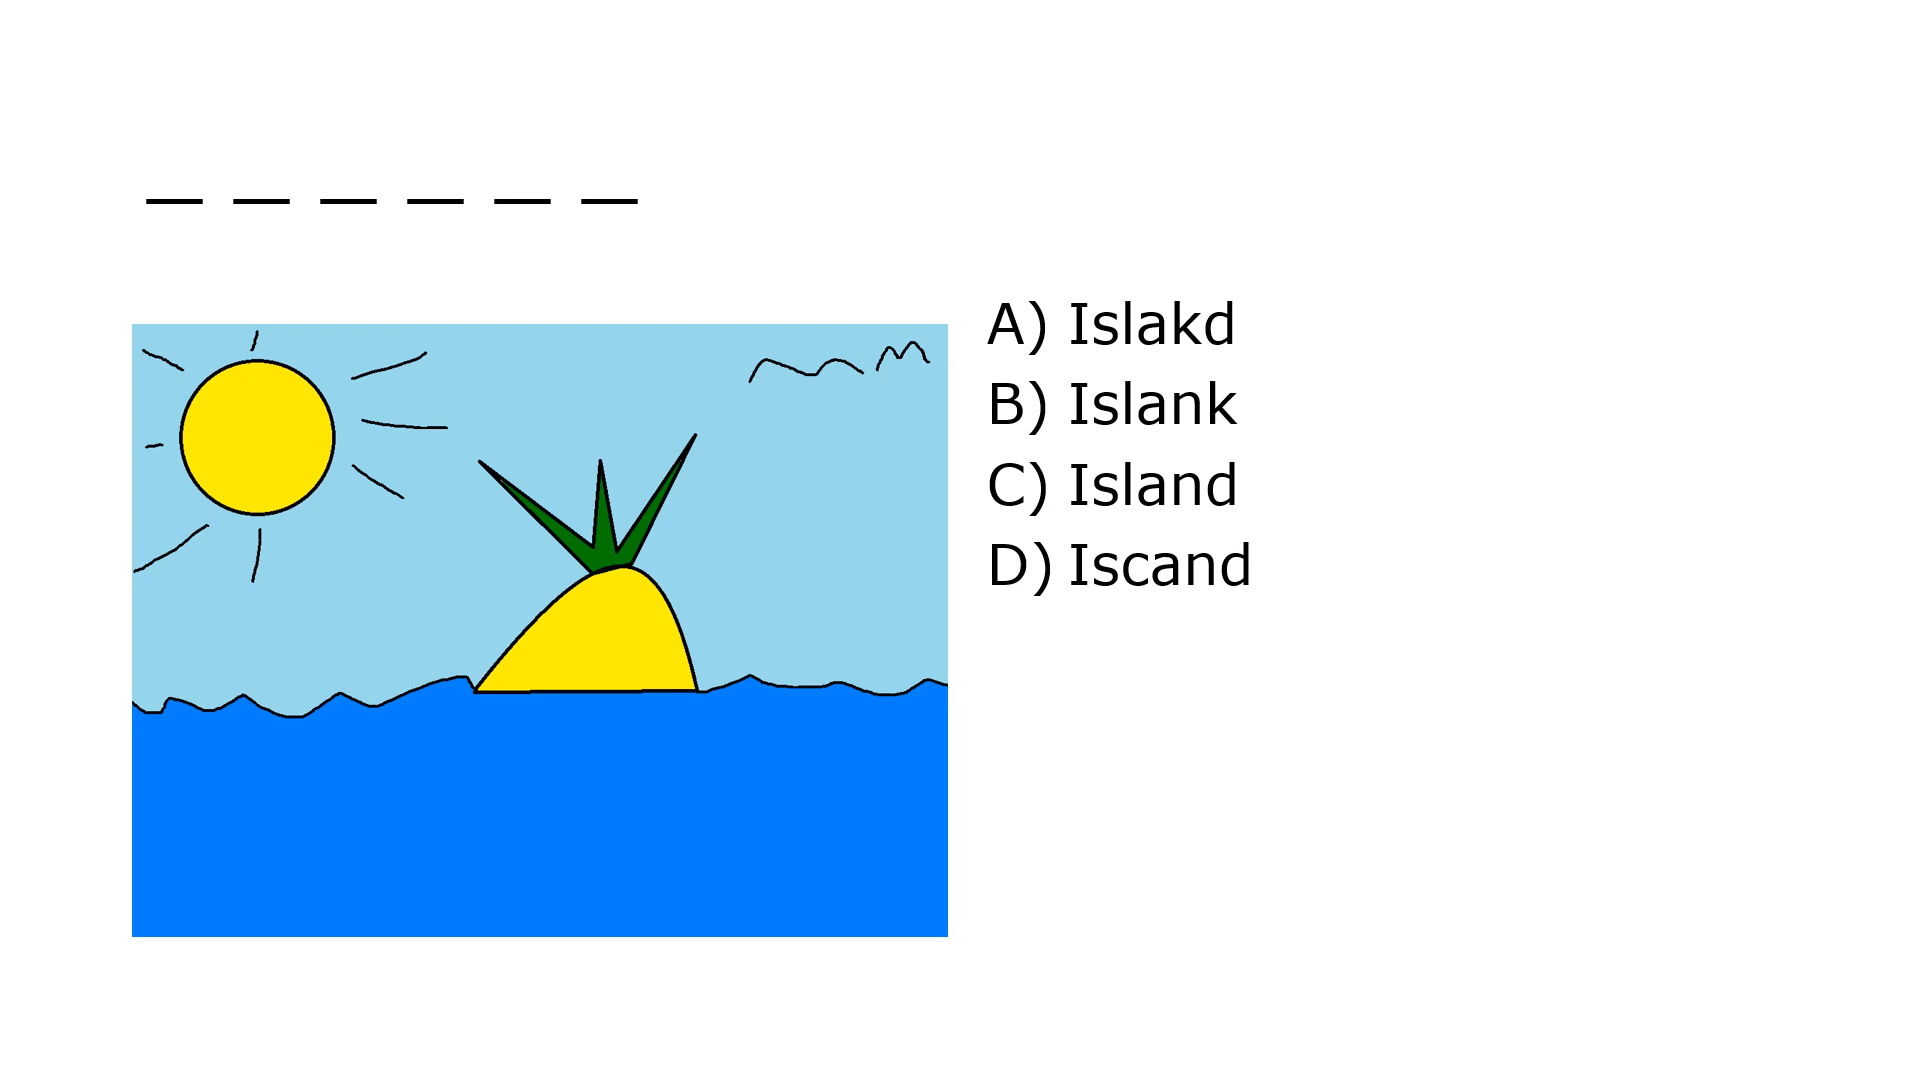 _ _ _ _ _ _
A) Islakd
B) Islank
C) Island
D) Iscand